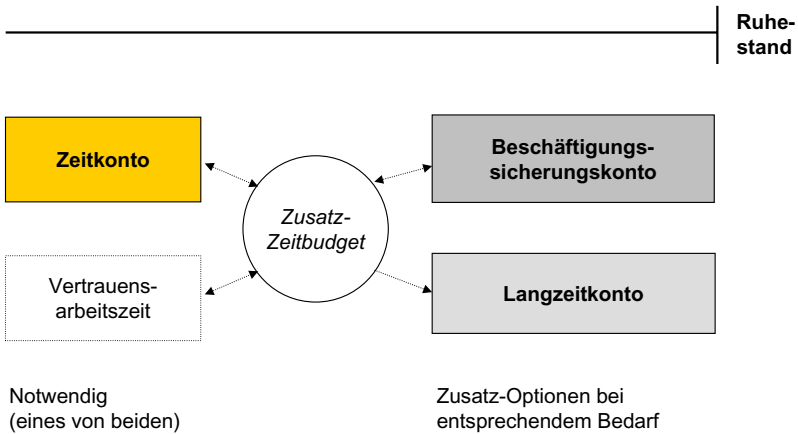 Ruhe-
stand
Zeitkonto
Beschäftigungs-
sicherungskonto
Zusatz-
Zeitbudget
Vertrauens-
arbeitszeit
Langzeitkonto
Notwendig
(eines von beiden)
Zusatz-Optionen bei
entsprechendem Bedarf